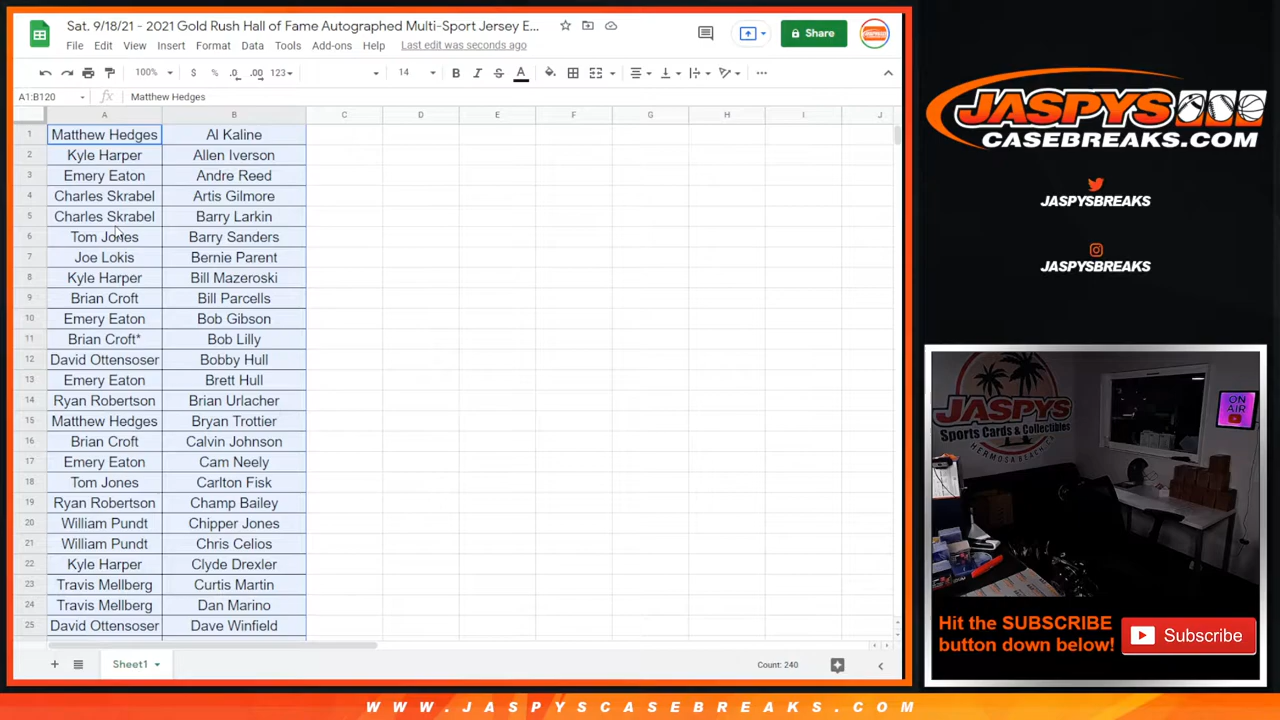 Sat. 9/18/21 - 2021 Gold Rush Hall of Fame Autographed Multi-Sport Jersey E...
File Edit View Insert Format Data Tools Add-ons Help Last edit was seconds ago
Share
100% $ % .0 .00 123 14 B I S A
A1:B120 fx Matthew Hedges
A B C D E F G H I J
1 Matthew Hedges Al Kaline
2 Kyle Harper Allen Iverson
3 Emery Eaton Andre Reed
4 Charles Skrabel Artis Gilmore
5 Charles Skrabel Barry Larkin
6 Tom Jones Barry Sanders
7 Joe Lokis Bernie Parent
8 Kyle Harper Bill Mazeroski
9 Brian Croft Bill Parcells
10 Emery Eaton Bob Gibson
11 Brian Croft* Bob Lilly
12 David Ottensoser Bobby Hull
13 Emery Eaton Brett Hull
14 Ryan Robertson Brian Urlacher
15 Matthew Hedges Bryan Trottier
16 Brian Croft Calvin Johnson
17 Emery Eaton Cam Neely
18 Tom Jones Carlton Fisk
19 Ryan Robertson Champ Bailey
20 William Pundt Chipper Jones
21 William Pundt Chris Celios
22 Kyle Harper Clyde Drexler
23 Travis Mellberg Curtis Martin
24 Travis Mellberg Dan Marino
25 David Ottensoser Dave Winfield
Sheet1
Count: 240
JASPYS
CASEBREAKS.COM
JASPYSBREAKS
JASPYSBREAKS
JASPYS
Sports Cards & Collectibles
HERMOSA BEACH, CA
ON
AIR
Hit the SUBSCRIBE
button down below!
Subscribe
WWW.JASPYSCASEBREAKS.COM